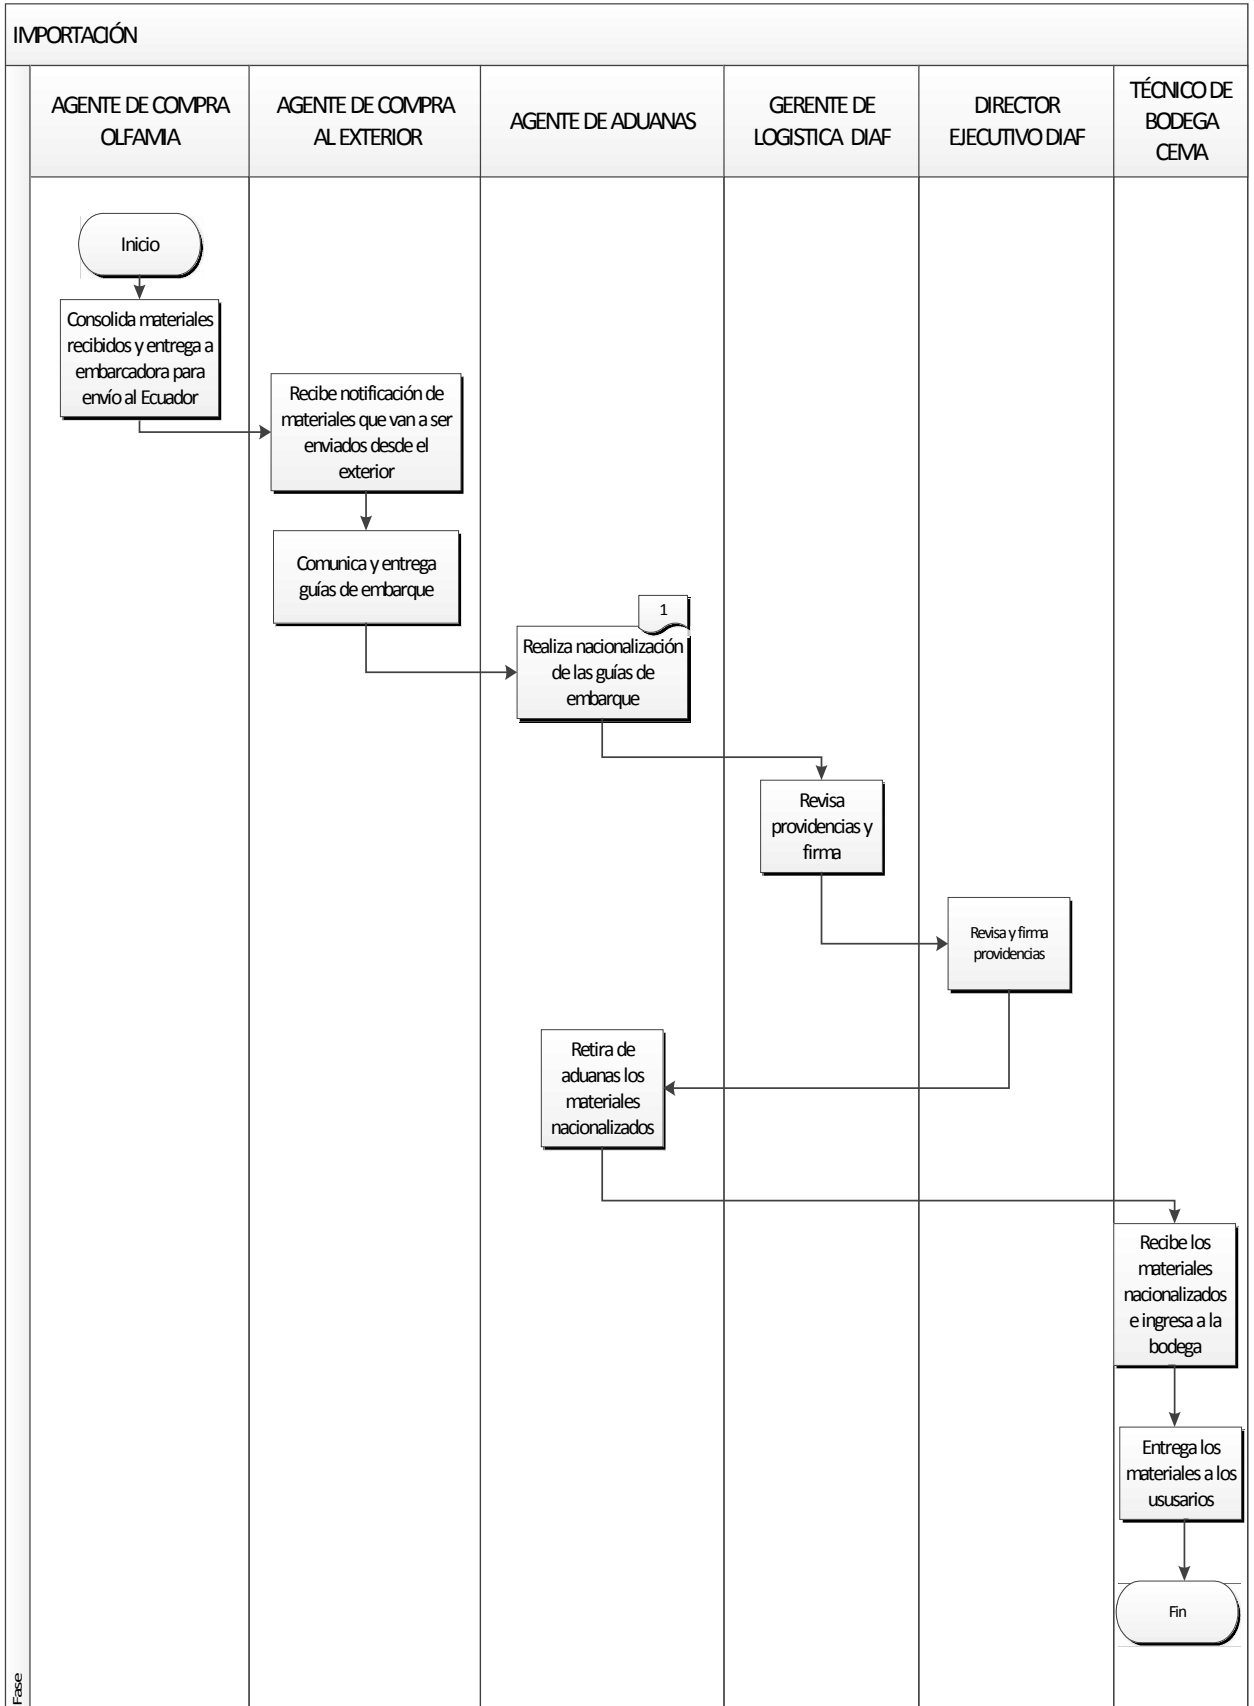 IMPORTACIÓN
AGENTE DE COMPRA
OLFAMIA
AGENTE DE COMPRA
AL EXTERIOR
AGENTE DE ADUANAS
GERENTE DE
LOGISTICA DIAF
DIRECTOR
EJECUTIVO DIAF
TÉCNICO DE
BODEGA
CEMA
Inicio
Consolida materiales
recibidos y entrega a
embarcadora para
envío al Ecuador
Recibe notificación de
materiales que van a ser
enviados desde el
exterior
Comunica y entrega
guías de embarque
1
Realiza nacionalización
de las guías de
embarque
Revisa
providencias y
firma
Revisa y firma
providencias
Retira de
aduanas los
materiales
nacionalizados
Recibe los
materiales
nacionalizados
e ingresa a la
bodega
Entrega los
materiales a los
ususarios
Fin
Fase